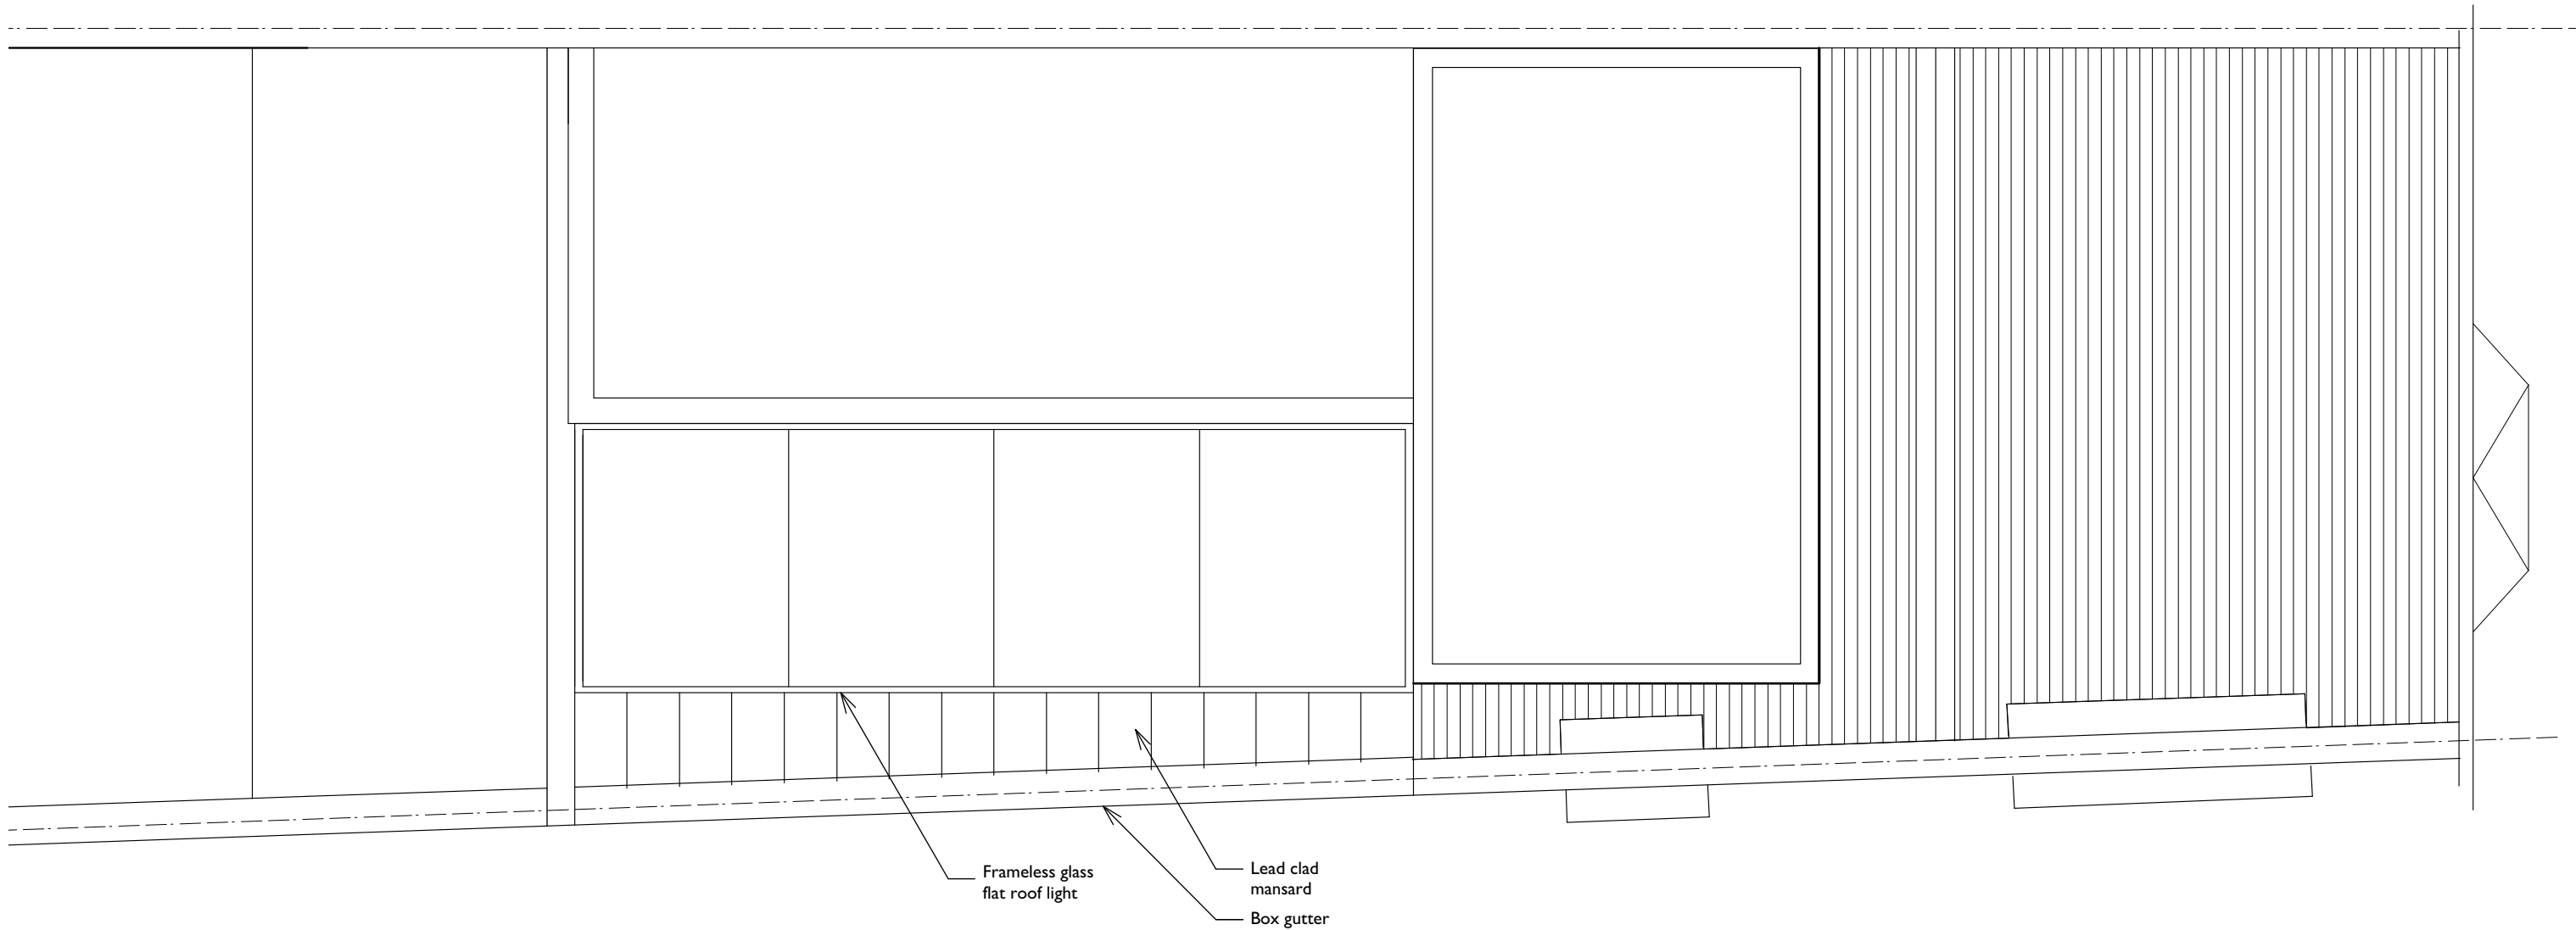 Frameless glass
flat roof light
Lead clad
mansard
Box gutter